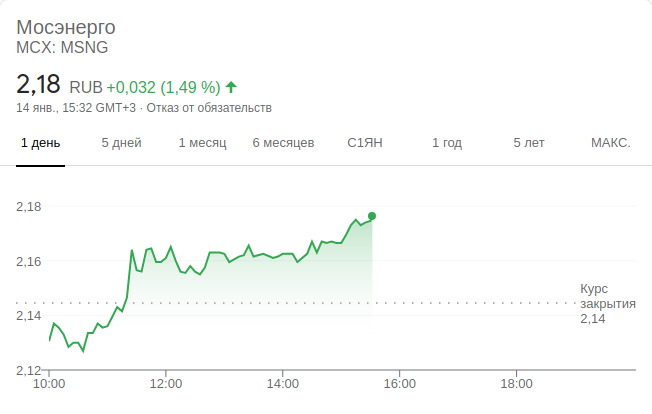 Мосэнерго
MCX: MSNG
2,18 RUB +0,032 (1,49 %)
14 янв., 15:32 GMT+3 · Отказ от обязательств
1 день 5 дней 1 месяц 6 месяцев С1ЯН 1 год 5 лет МАКС.
2,18
2,16
2,14
2,12
Курс
закрытия
2,14
10:00 12:00 14:00 16:00 18:00